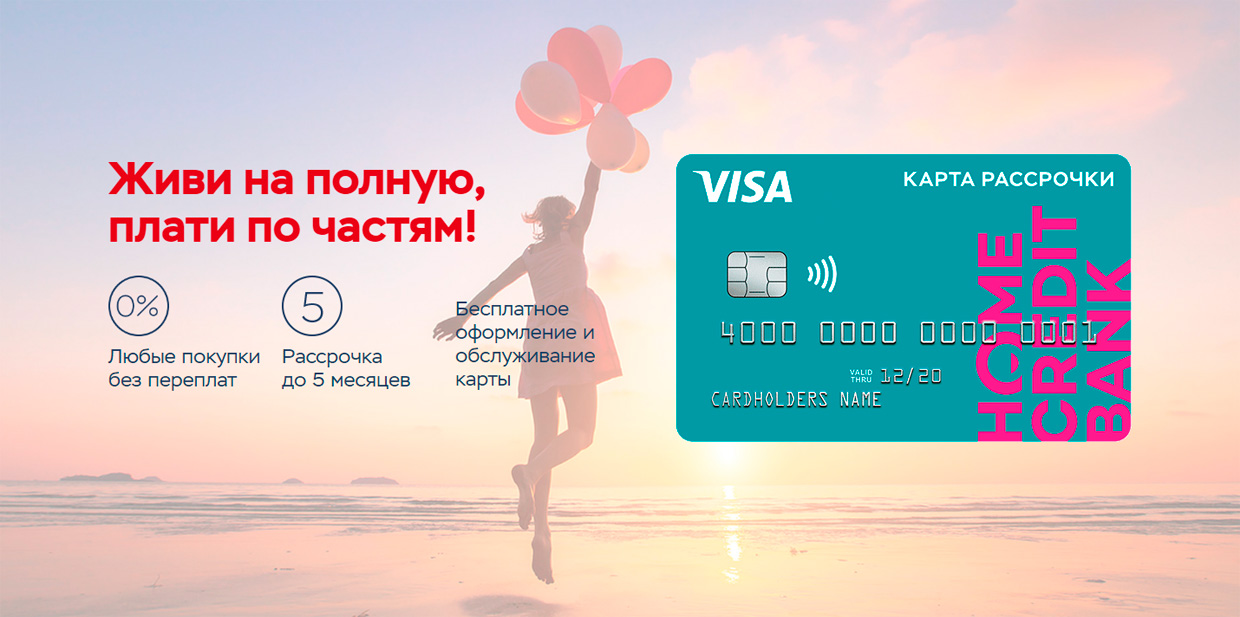 Живи на полную,
плати по частям!
0%
Любые покупки
без переплат
5
Рассрочка
до 5 месяцев
Бесплатное
оформление и
обслуживание
карты
VISA
КАРТА РАССРОЧКИ
4000 0000 0000 0001
VALID
THRU 12/20
CARDHOLDERS NAME
HOME
CREDIT
BANK